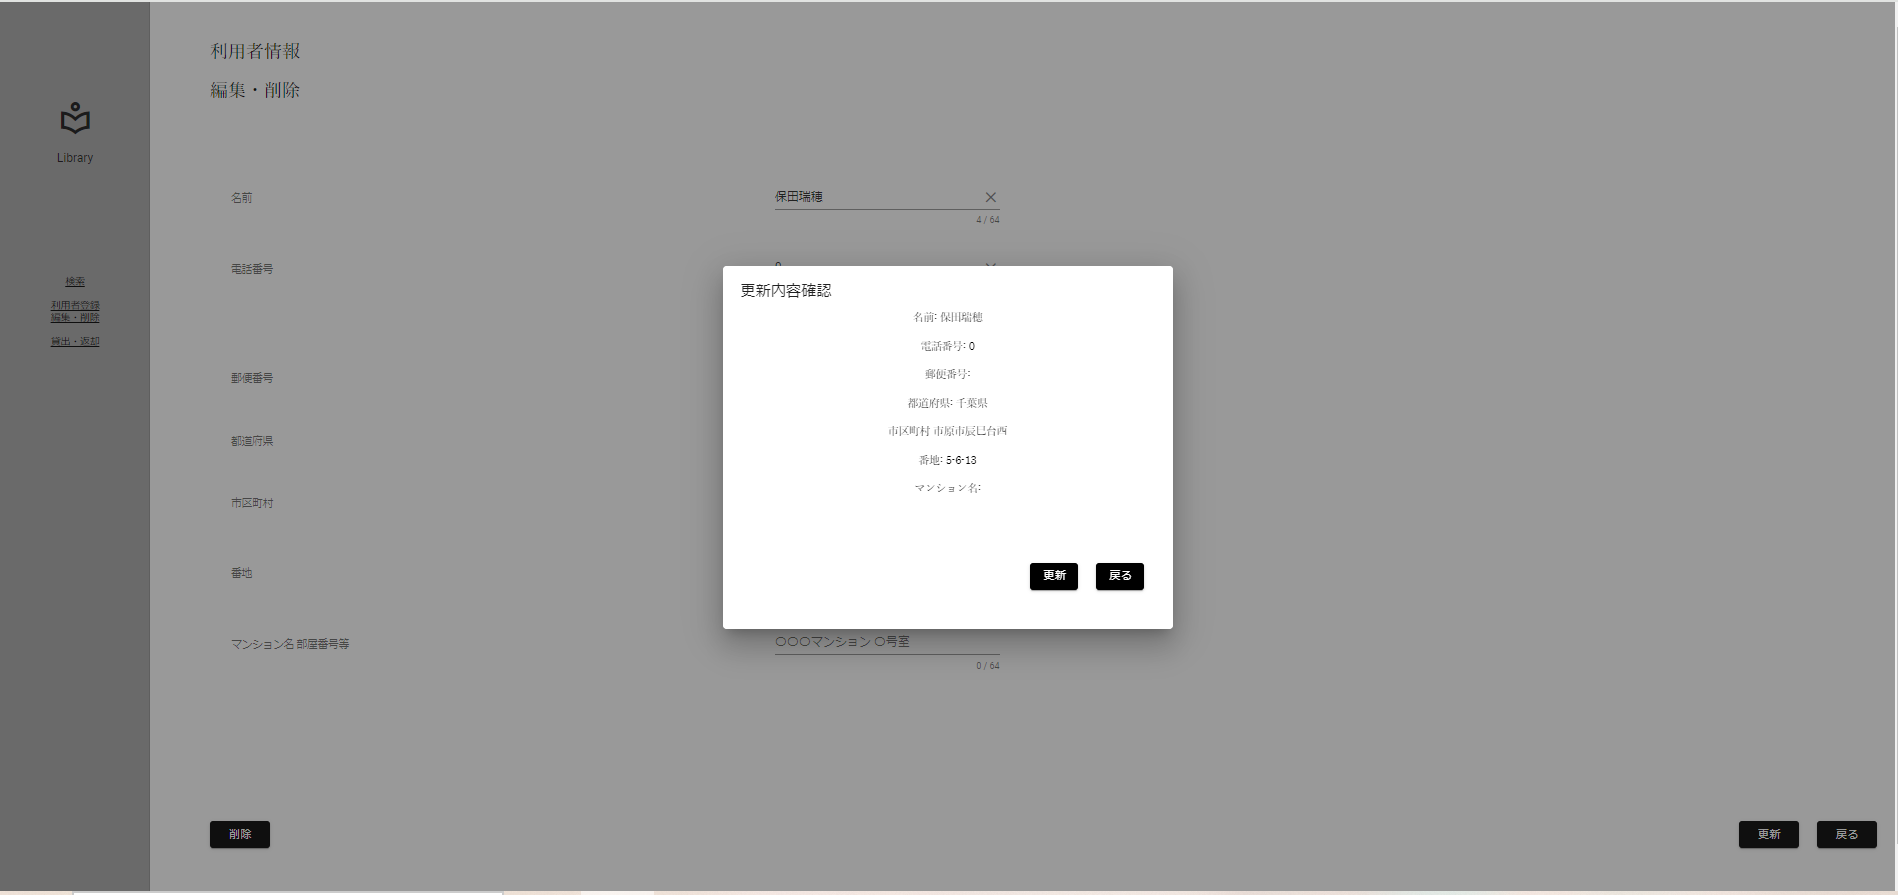 利用者情報
編集・削除
Library
検索
利用者登録
編集・削除
貸出・返却
名前
保田瑞穂
4 / 64
電話番号
郵便番号
都道府県
市区町村
番地
マンション名 部屋番号等
〇〇〇マンション 〇号室
0 / 64
更新内容確認
名前: 保田瑞穂
電話番号: 0
郵便番号:
都道府県: 千葉県
市区町村 市原市辰巳台西
番地: 5-6-13
マンション名:
更新
戻る
削除
更新
戻る